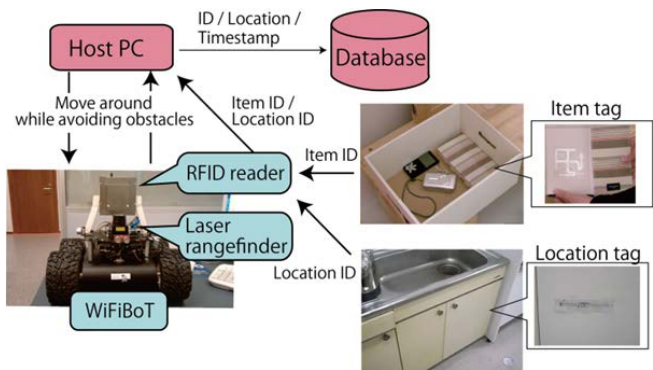 ID / Location /
Timestamp
Host PC
Database
Move around
while avoiding obstacles
Item ID /
Location ID
Item tag
RFID reader
Item ID
Laser
rangefinder
Location ID
Location tag
WiFiBoT